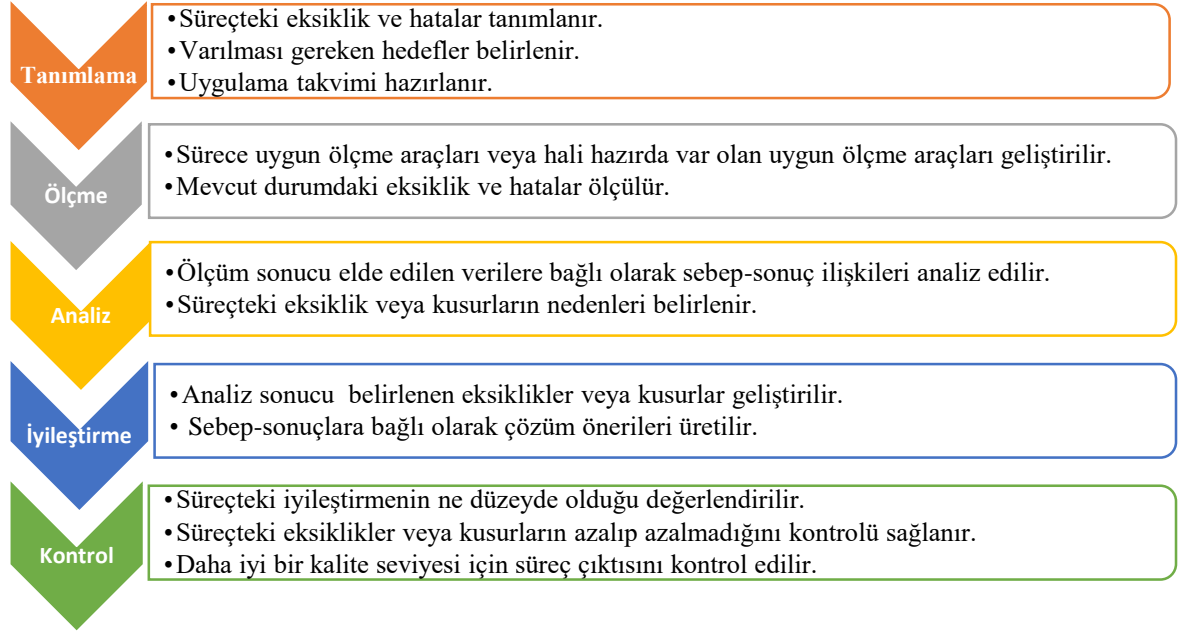 Tanımlama
•Süreçteki eksiklik ve hatalar tanımlanır.
•Varılması gereken hedefler belirlenir.
•Uygulama takvimi hazırlanır.
Ölçme
•Sürece uygun ölçme araçları veya hali hazırda var olan uygun ölçme araçları geliştirilir.
•Mevcut durumdaki eksiklik ve hatalar ölçülür.
Analiz
•Ölçüm sonucu elde edilen verilere bağlı olarak sebep-sonuç ilişkileri analiz edilir.
•Süreçteki eksiklik veya kusurların nedenleri belirlenir.
İyileştirme
•Analiz sonucu belirlenen eksiklikler veya kusurlar geliştirilir.
• Sebep-sonuçlara bağlı olarak çözüm önerileri üretilir.
Kontrol
•Süreçteki iyileştirmenin ne düzeyde olduğu değerlendirilir.
•Süreçteki eksiklikler veya kusurların azalıp azalmadığını kontrolü sağlanır.
•Daha iyi bir kalite seviyesi için süreç çıktısını kontrol edilir.